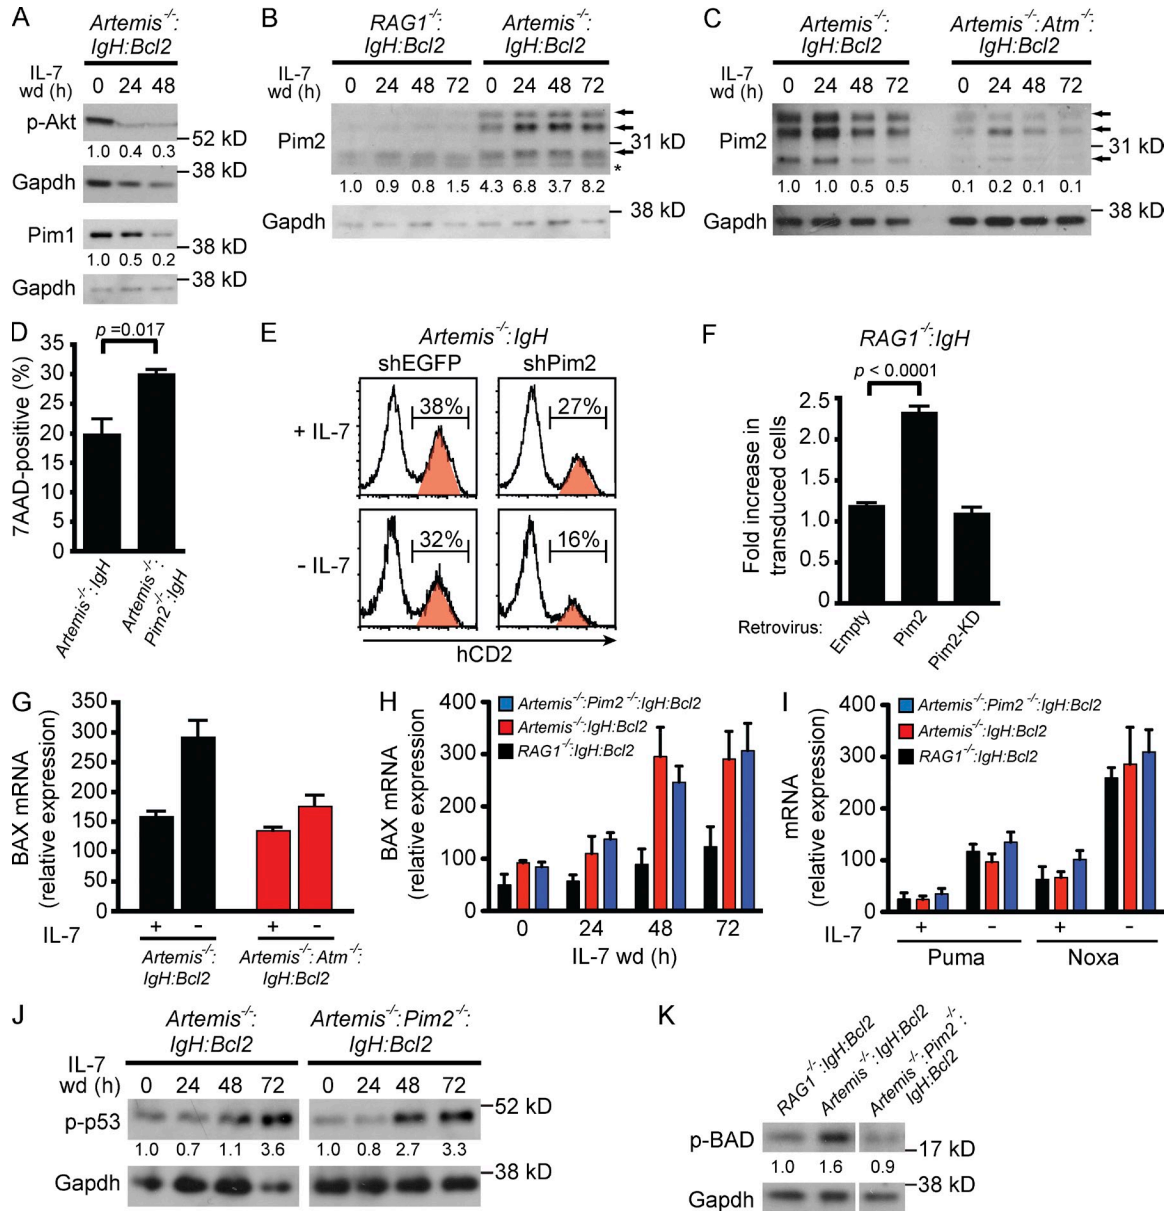 A
Artemis-/-:
IgH:Bcl2
IL-7
wd (h) 0 24 48
p-Akt
52 kD
1.0 0.4 0.3
38 kD
Gapdh
Pim1
38 kD
1.0 0.5 0.2
38 kD
Gapdh
B
RAG1-/-: Artemis-/-:
IgH:Bcl2 IgH:Bcl2
IL-7
wd (h) 0 24 48 72 0 24 48 72
Pim2
31 kD
*
1.0 0.9 0.8 1.5 4.3 6.8 3.7 8.2
38 kD
Gapdh
C
Artemis-/-: Artemis-/-:Atm-/-:
IgH:Bcl2 IgH:Bcl2
IL-7
wd (h) 0 24 48 72 0 24 48 72
Pim2
31 kD
1.0 1.0 0.5 0.5 0.1 0.2 0.1 0.1
38 kD
Gapdh
D
p =0.017
7AAD-positive (%)
35
30
25
20
15
10
5
0
Artemis-/-:IgH
Artemis-/-:
Pim2-/-:IgH
E
Artemis-/-:IgH
shEGFP shPim2
+ IL-7
38% 27%
- IL-7
32% 16%
hCD2
F
RAG1-/-:IgH
p < 0.0001
Fold increase in
transduced cells
2.5
2.0
1.5
1.0
0.5
0
Retrovirus:
Empty
Pim2
Pim2-KD
G
BAX mRNA
(relative expression)
350
300
250
200
150
100
50
0
IL-7 + - + -
Artemis-/-: Artemis-/-:Atm-/-:
IgH:Bcl2 IgH:Bcl2
H
BAX mRNA
(relative expression)
400
300
200
100
0
Artemis-/-:Pim2-/-:IgH:Bcl2
Artemis-/-:IgH:Bcl2
RAG1-/-:IgH:Bcl2
0 24 48 72
IL-7 wd (h)
I
mRNA
(relative expression)
400
300
200
100
0
Artemis-/-:Pim2-/-:IgH:Bcl2
Artemis-/-:IgH:Bcl2
RAG1-/-:IgH:Bcl2
IL-7 + - + -
Puma Noxa
J
Artemis-/-: Artemis-/-:Pim2-/-:
IgH:Bcl2 IgH:Bcl2
IL-7
wd (h) 0 24 48 72 0 24 48 72
52 kD
p-p53
1.0 0.7 1.1 3.6 1.0 0.8 2.7 3.3
38 kD
Gapdh
K
RAG1-/-:IgH:Bcl2
Artemis-/-:IgH:Bcl2
Artemis-/-:Pim2-/-:
IgH:Bcl2
p-BAD
17 kD
1.0 1.6 0.9
38 kD
Gapdh